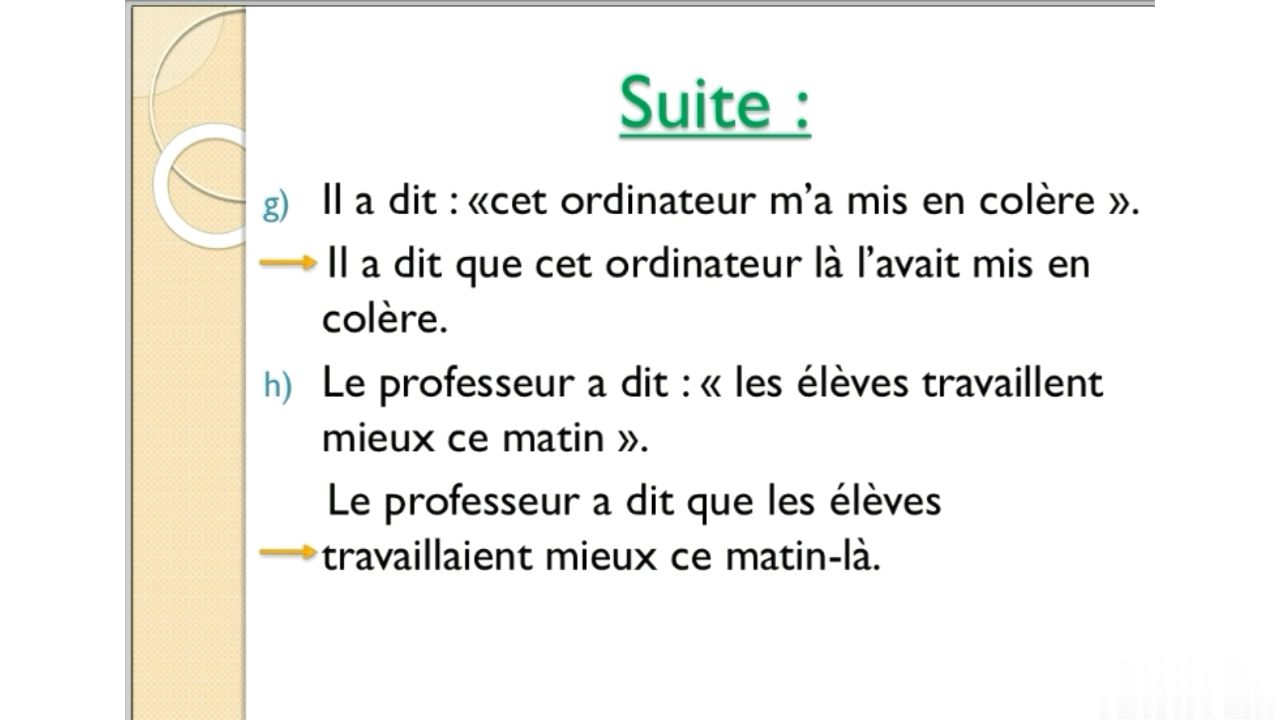 Suite :
g) Il a dit : «cet ordinateur m’a mis en colère ».
Il a dit que cet ordinateur là l’avait mis en
colère.
h) Le professeur a dit : « les élèves travaillent
mieux ce matin ».
Le professeur a dit que les élèves
travaillaient mieux ce matin-là.